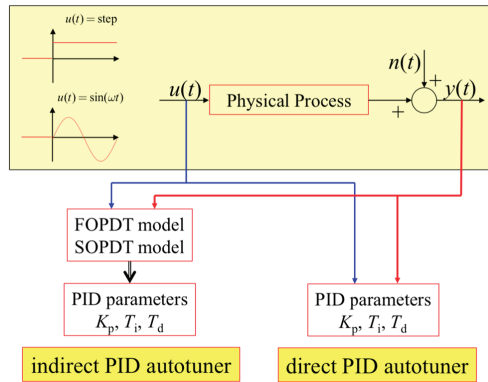 u(t) = step
u(t) = sin(ωt)
u(t)
Physical Process
n(t)
+
+
y(t)
FOPDT model
SOPDT model
PID parameters
Kp, Ti, Td
PID parameters
Kp, Ti, Td
indirect PID autotuner
direct PID autotuner